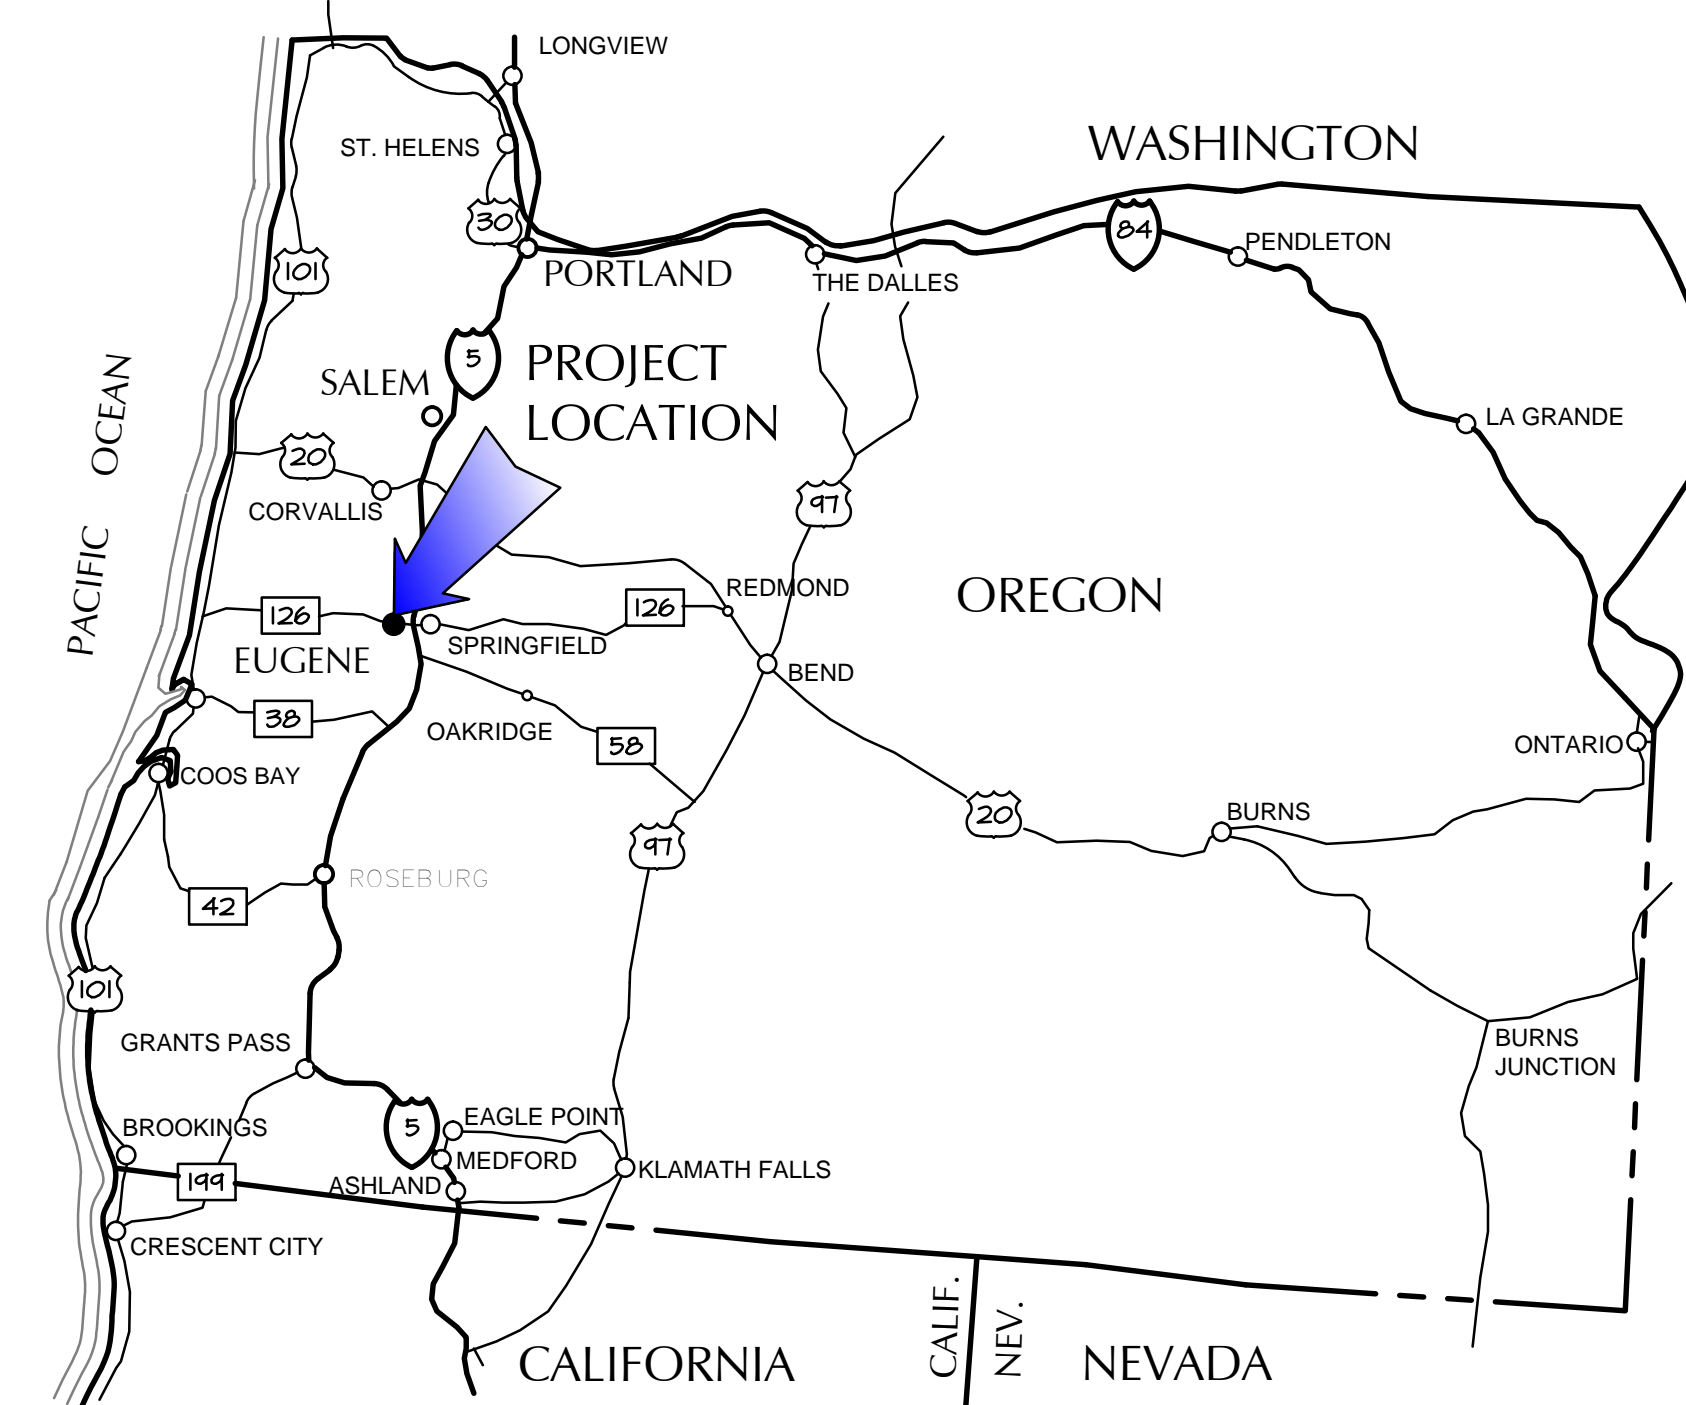 LONGVIEW
WASHINGTON
ST. HELENS
30
84
PENDLETON
101
PORTLAND
THE DALLES
5
PROJECT
LOCATION
SALEM
PACIFIC OCEAN
LA GRANDE
20
97
CORVALLIS
REDMOND
OREGON
126
126
SPRINGFIELD
EUGENE
BEND
38
OAKRIDGE
58
ONTARIO
COOS BAY
20
BURNS
97
ROSEBURG
42
101
GRANTS PASS
BURNS
JUNCTION
BROOKINGS
5
EAGLE POINT
MEDFORD
KLAMATH FALLS
199
ASHLAND
CRESCENT CITY
CALIF.
NEV.
CALIFORNIA
NEVADA